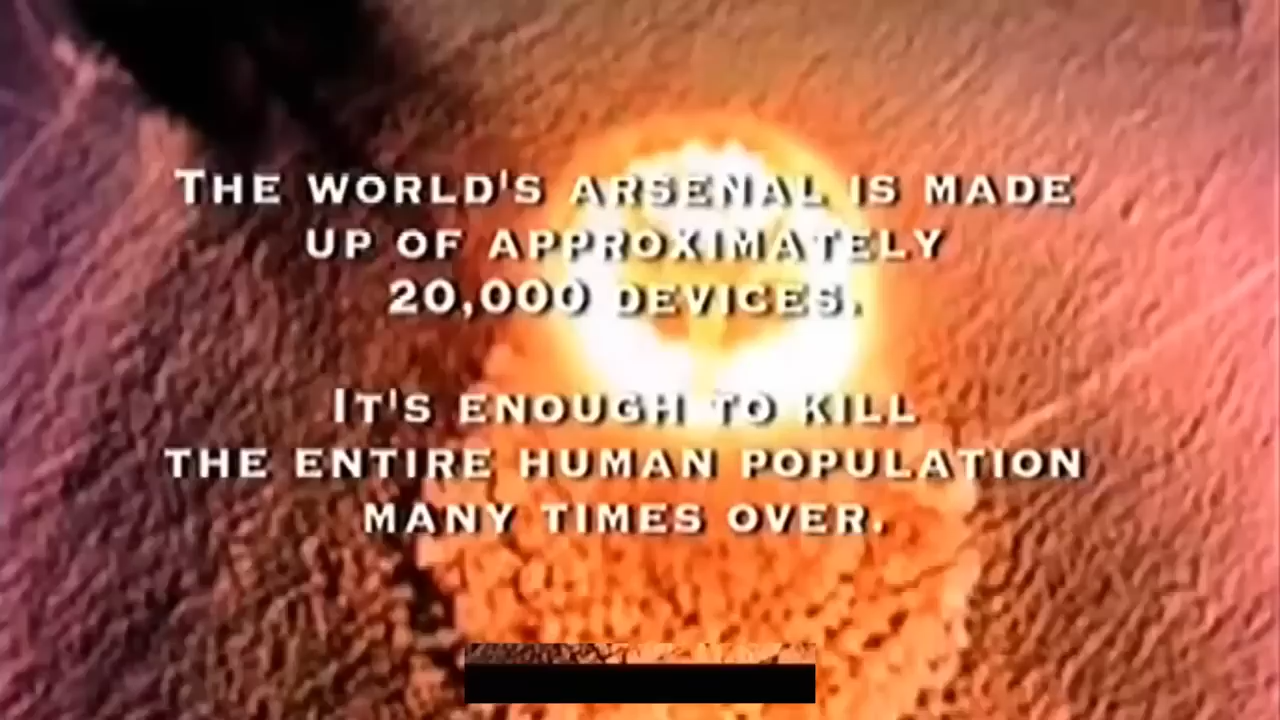 THE WORLD'S ARSENAL IS MADE
UP OF APPROXIMATELY
20,000 DEVICES.
IT'S ENOUGH TO KILL
THE ENTIRE HUMAN POPULATION
MANY TIMES OVER.